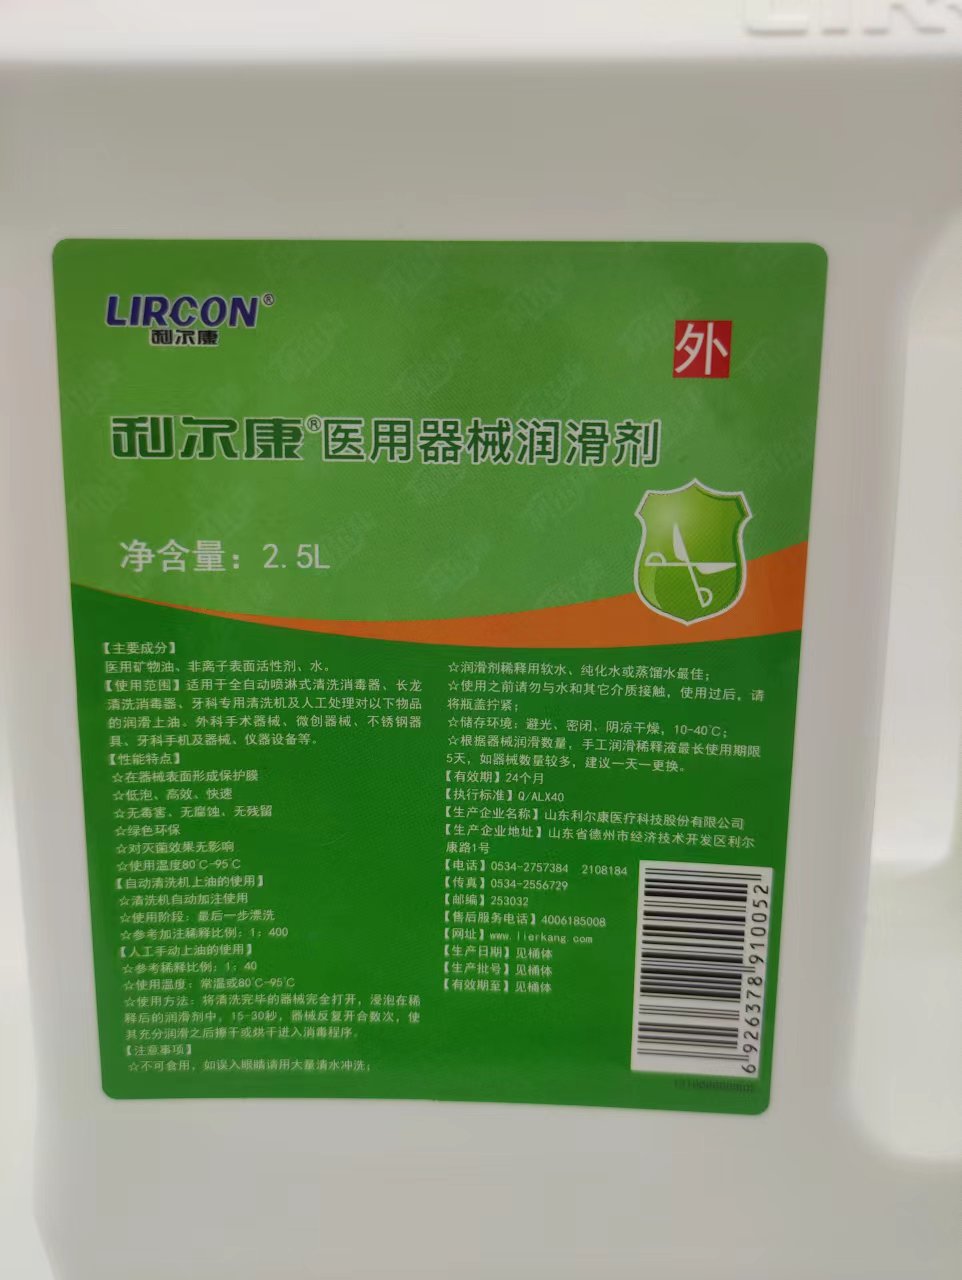 LIRCON®
利尔康
外
利尔康®医用器械润滑剂
净含量：2.5L
【主要成分】
医用矿物油、非离子表面活性剂、水。
【使用范围】适用于全自动喷淋式清洗消毒器、长龙
清洗消毒器、牙科专用清洗机及人工处理对以下物品
的润滑上油。外科手术器械、微创器械、不锈钢器
具、牙科手机及器械、仪器设备等。
【性能特点】
☆在器械表面形成保护膜
☆低泡、高效、快速
☆无毒害、无腐蚀、无残留
☆绿色环保
☆对灭菌效果无影响
☆使用温度80℃-95℃
【自动清洗机上油的使用】
☆清洗机自动加注使用
☆使用阶段：最后一步漂洗
☆参考加注稀释比例：1：400
【人工手动上油的使用】
☆参考稀释比例：1：40
☆使用温度：常温或80℃-95℃
☆使用方法：将清洗完毕的器械完全打开，浸泡在稀
释后的润滑剂中，15-30秒，器械反复开合数次，使
其充分润滑之后擦干或烘干进入消毒程序。
【注意事项】
☆不可食用，如误入眼睛请用大量清水冲洗；
☆润滑剂稀释用软水、纯化水或蒸馏水最佳；
☆使用之前请勿与水和其它介质接触，使用过后，请
将瓶盖拧紧；
☆储存环境：避光、密闭、阴凉干燥，10-40℃；
☆根据器械润滑数量，手工润滑稀释液最长使用期限
5天，如器械数量较多，建议一天一更换。
【有效期】24个月
【执行标准】Q/ALX40
【生产企业名称】山东利尔康医疗科技股份有限公司
【生产企业地址】山东省德州市经济技术开发区利尔
康路1号
【电话】0534-2757384 2108184
【传真】0534-2556729
【邮编】253032
【售后服务电话】4006185008
【网址】www.lierkang.com
【生产日期】见桶体
【生产批号】见桶体
【有效期至】见桶体
6 926378 910052